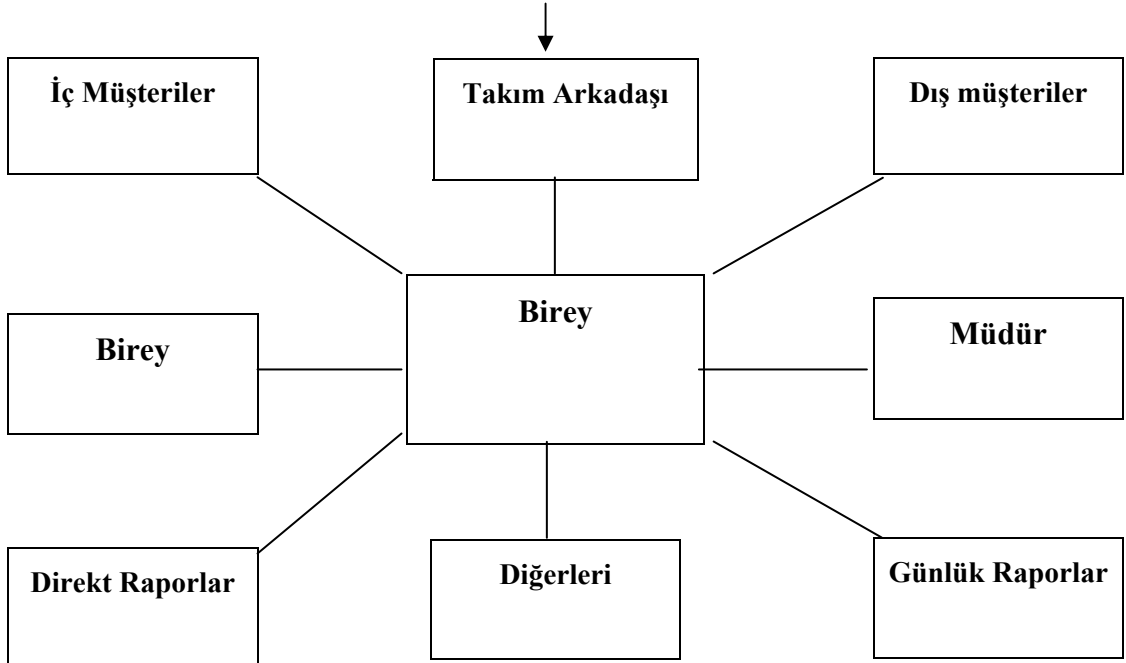 İç Müşteriler
Takım Arkadaşı
Dış müşteriler
Birey
Birey
Müdür
Direkt Raporlar
Diğerleri
Günlük Raporlar